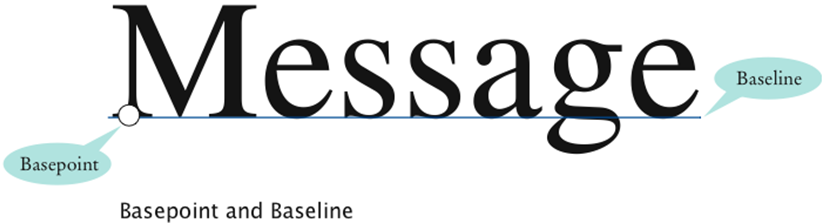 Message
Baseline
Basepoint
Basepoint and Baseline